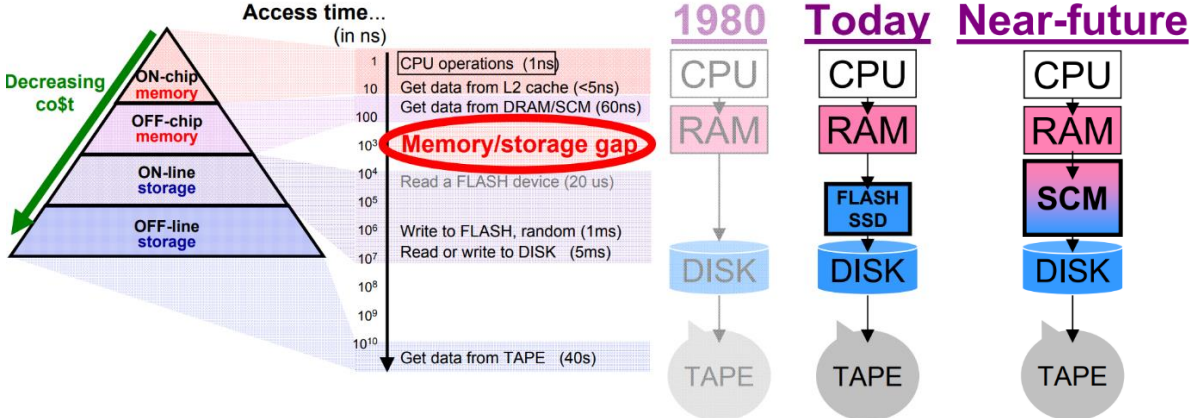 Access time...
(in ns)
Decreasing
co$t
ON-chip
memory
OFF-chip
memory
ON-line
storage
OFF-line
storage
1
CPU operations (1ns)
10
Get data from L2 cache (<5ns)
Get data from DRAM/SCM (60ns)
100
10³
Memory/storage gap
10⁴
Read a FLASH device (20 us)
10⁵
10⁶
Write to FLASH, random (1ms)
10⁷
Read or write to DISK (5ms)
10⁸
10⁹
10¹⁰
Get data from TAPE (40s)
1980
CPU
RAM
DISK
TAPE
Today
CPU
RAM
FLASH
SSD
DISK
TAPE
Near-future
CPU
RAM
SCM
DISK
TAPE